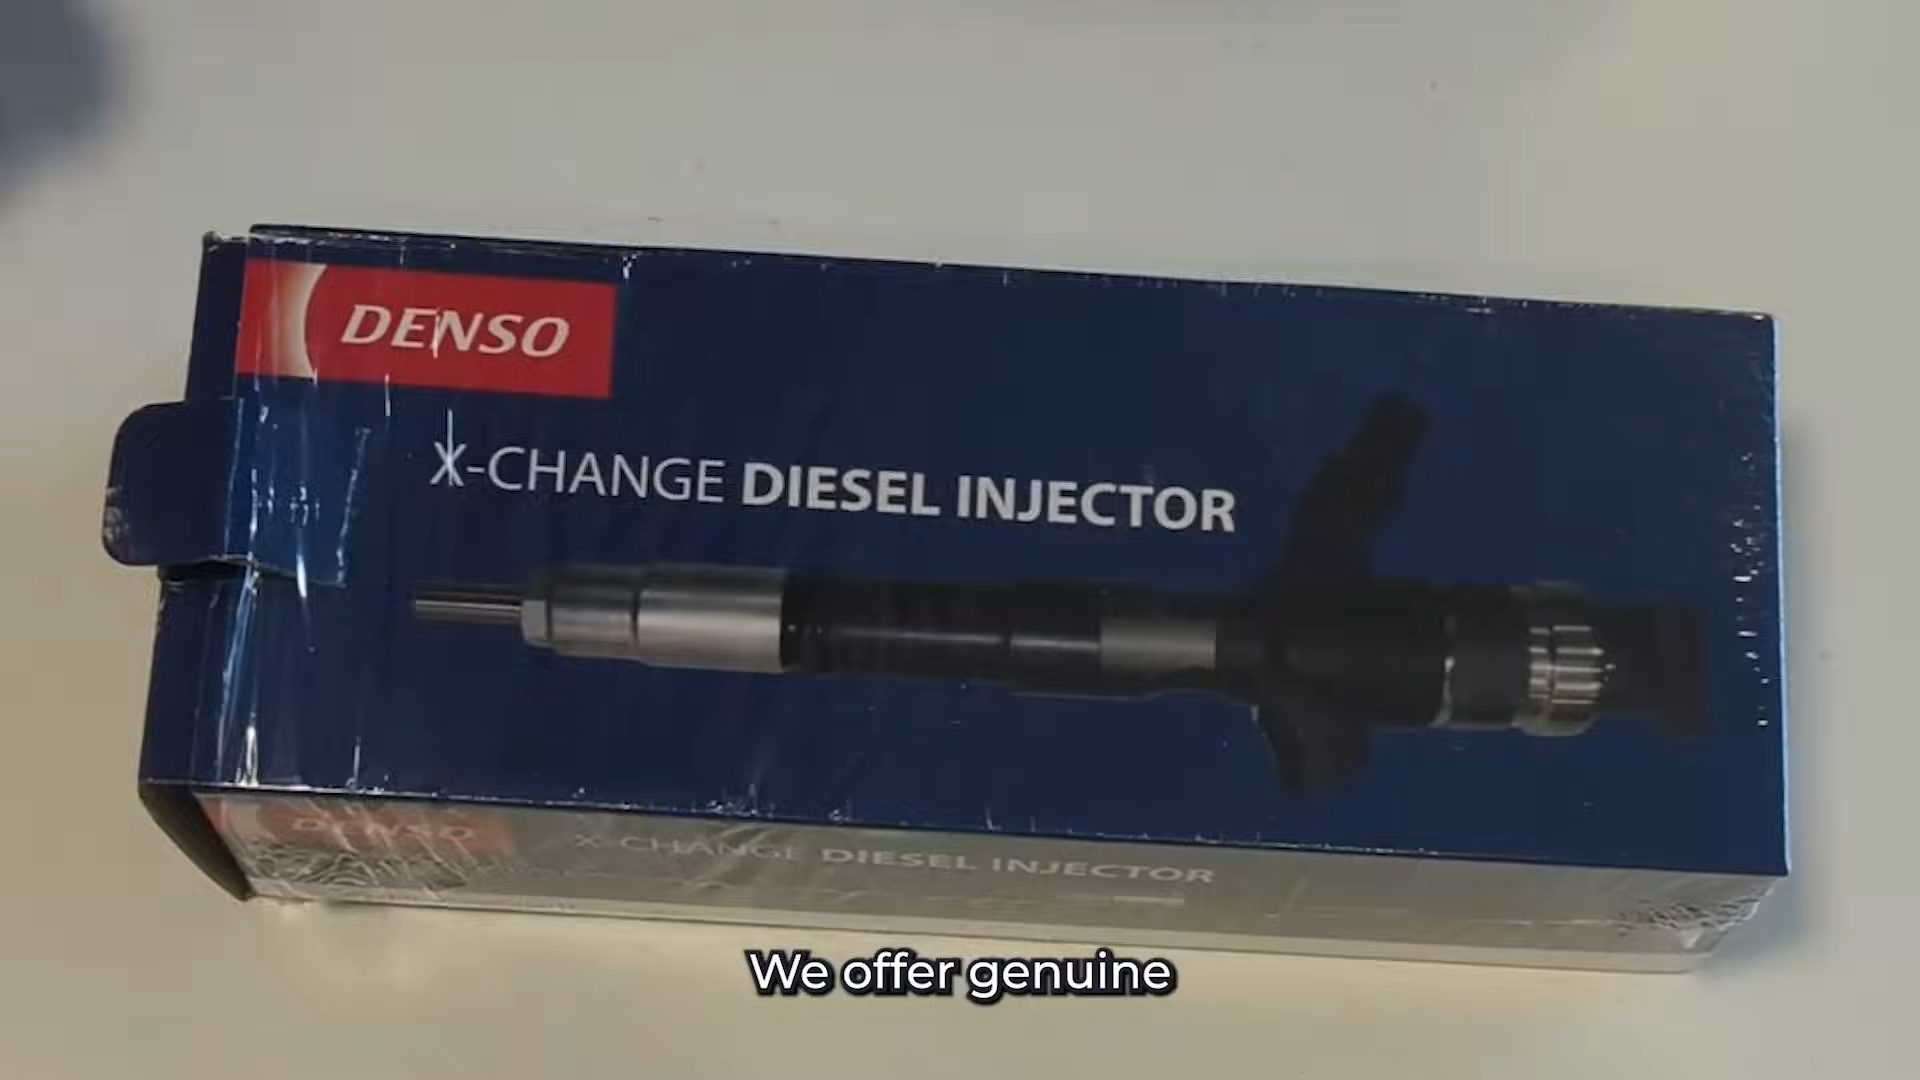 DENSO
X-CHANGE DIESEL INJECTOR
DENSO
X-CHANGE DIESEL INJECTOR
We offer genuine